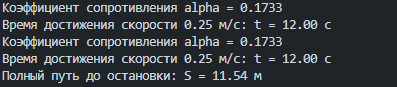 Коэффициент сопротивления alpha = 0.1733
Время достижения скорости 0.25 м/с: t = 12.00 с
Коэффициент сопротивления alpha = 0.1733
Время достижения скорости 0.25 м/с: t = 12.00 с
Полный путь до остановки: S = 11.54 м